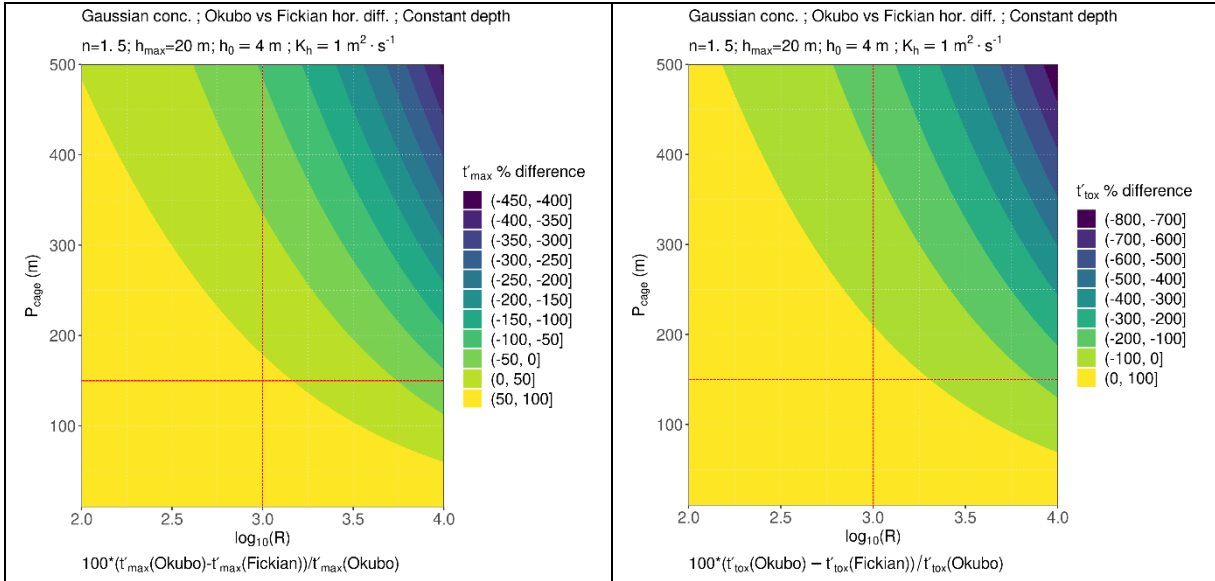 Gaussian conc. ; Okubo vs Fickian hor. diff. ; Constant depth
n=1. 5; hmax=20 m; h0 = 4 m ; Kh = 1 m² · s⁻¹
500
400
300
200
100
Pcage (m)
2.0 2.5 3.0 3.5 4.0
log10(R)
100*(t′max(Okubo)-t′max(Fickian))/t′max(Okubo)
t′max % difference
(-450, -400]
(-400, -350]
(-350, -300]
(-300, -250]
(-250, -200]
(-200, -150]
(-150, -100]
(-100, -50]
(-50, 0]
(0, 50]
(50, 100]
Gaussian conc. ; Okubo vs Fickian hor. diff. ; Constant depth
n=1. 5; hmax=20 m; h0 = 4 m ; Kh = 1 m² · s⁻¹
500
400
300
200
100
Pcage (m)
2.0 2.5 3.0 3.5 4.0
log10(R)
100*(t′tox(Okubo) − t′tox(Fickian))/t′tox(Okubo)
t′tox % difference
(-800, -700]
(-700, -600]
(-600, -500]
(-500, -400]
(-400, -300]
(-300, -200]
(-200, -100]
(-100, 0]
(0, 100]